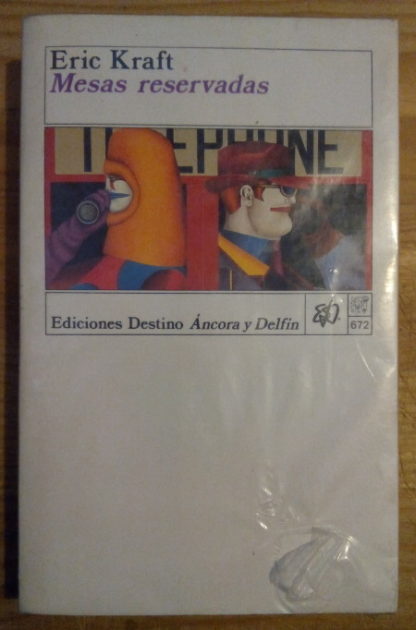 Eric Kraft
Mesas reservadas
TELEPHONE
Ediciones Destino Áncora y Delfín
672